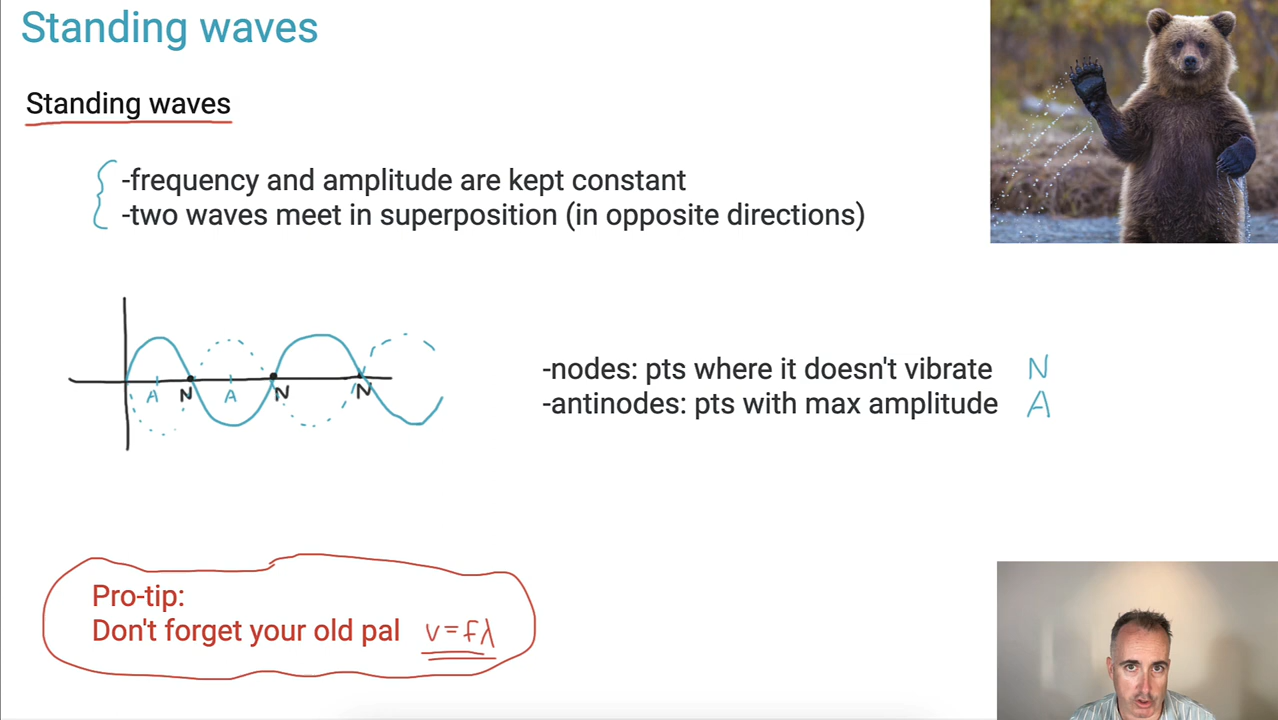 Standing waves
Standing waves
-frequency and amplitude are kept constant
-two waves meet in superposition (in opposite directions)
A N A N N
-nodes: pts where it doesn't vibrate N
-antinodes: pts with max amplitude A
Pro-tip:
Don't forget your old pal v=fλ